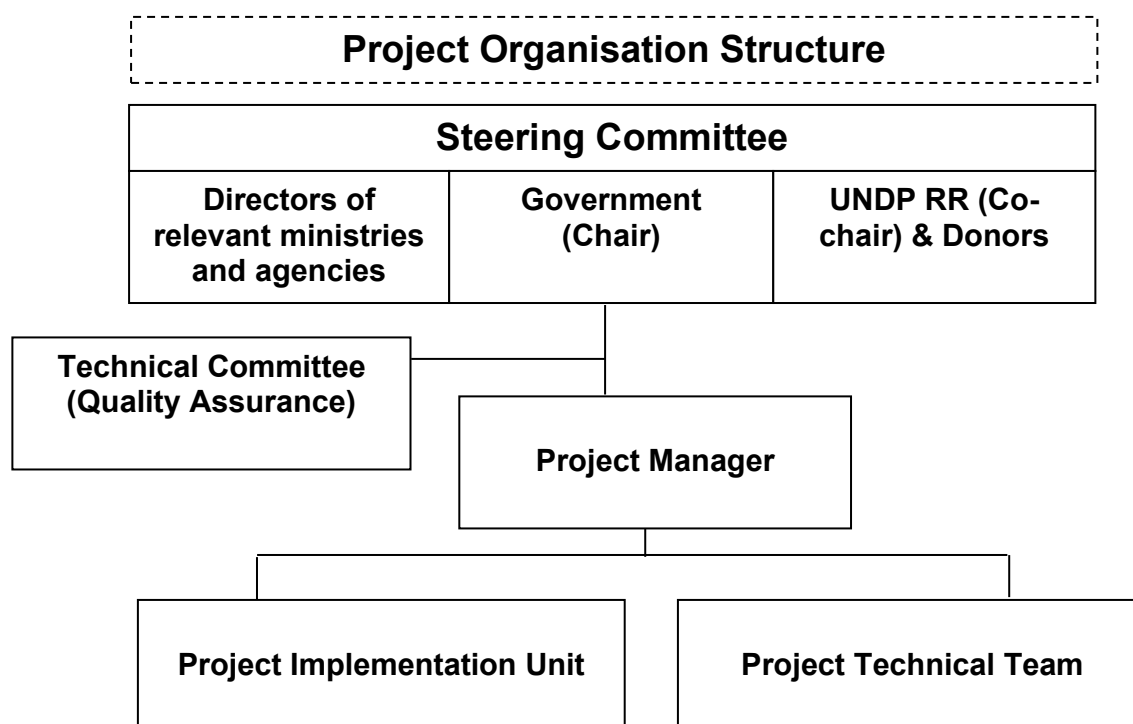 Project Organisation Structure
Steering Committee
Directors of
relevant ministries
and agencies
Government
(Chair)
UNDP RR (Co-
chair) & Donors
Technical Committee
(Quality Assurance)
Project Manager
Project Implementation Unit
Project Technical Team